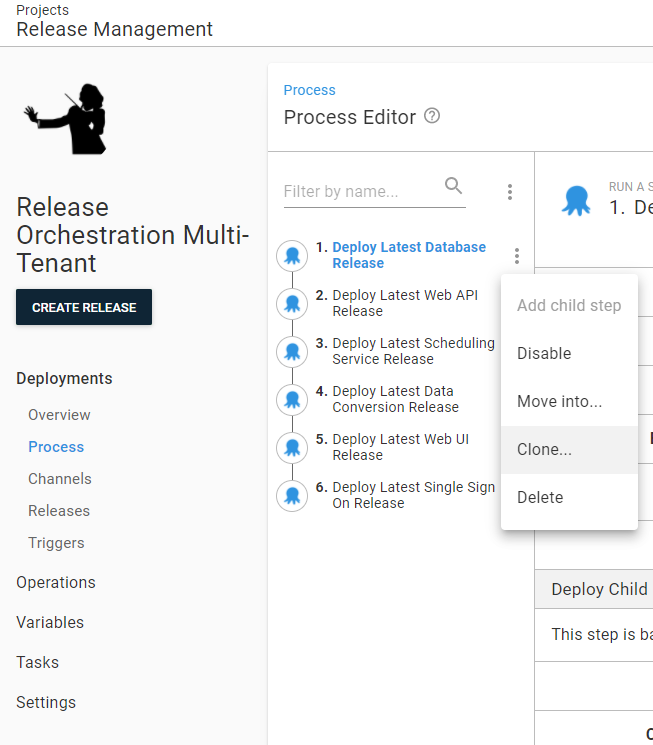 Projects
Release Management
Release
Orchestration Multi-
Tenant
CREATE RELEASE
Deployments
Overview
Process
Channels
Releases
Triggers
Operations
Variables
Tasks
Settings
Process
Process Editor
Filter by name...
1. Deploy Latest Database
Release
2. Deploy Latest Web API
Release
3. Deploy Latest Scheduling
Service Release
4. Deploy Latest Data
Conversion Release
5. Deploy Latest Web UI
Release
6. Deploy Latest Single Sign
On Release
Add child step
Disable
Move into...
Clone...
Delete
RUN A S
1. De
Deploy Child
This step is ba